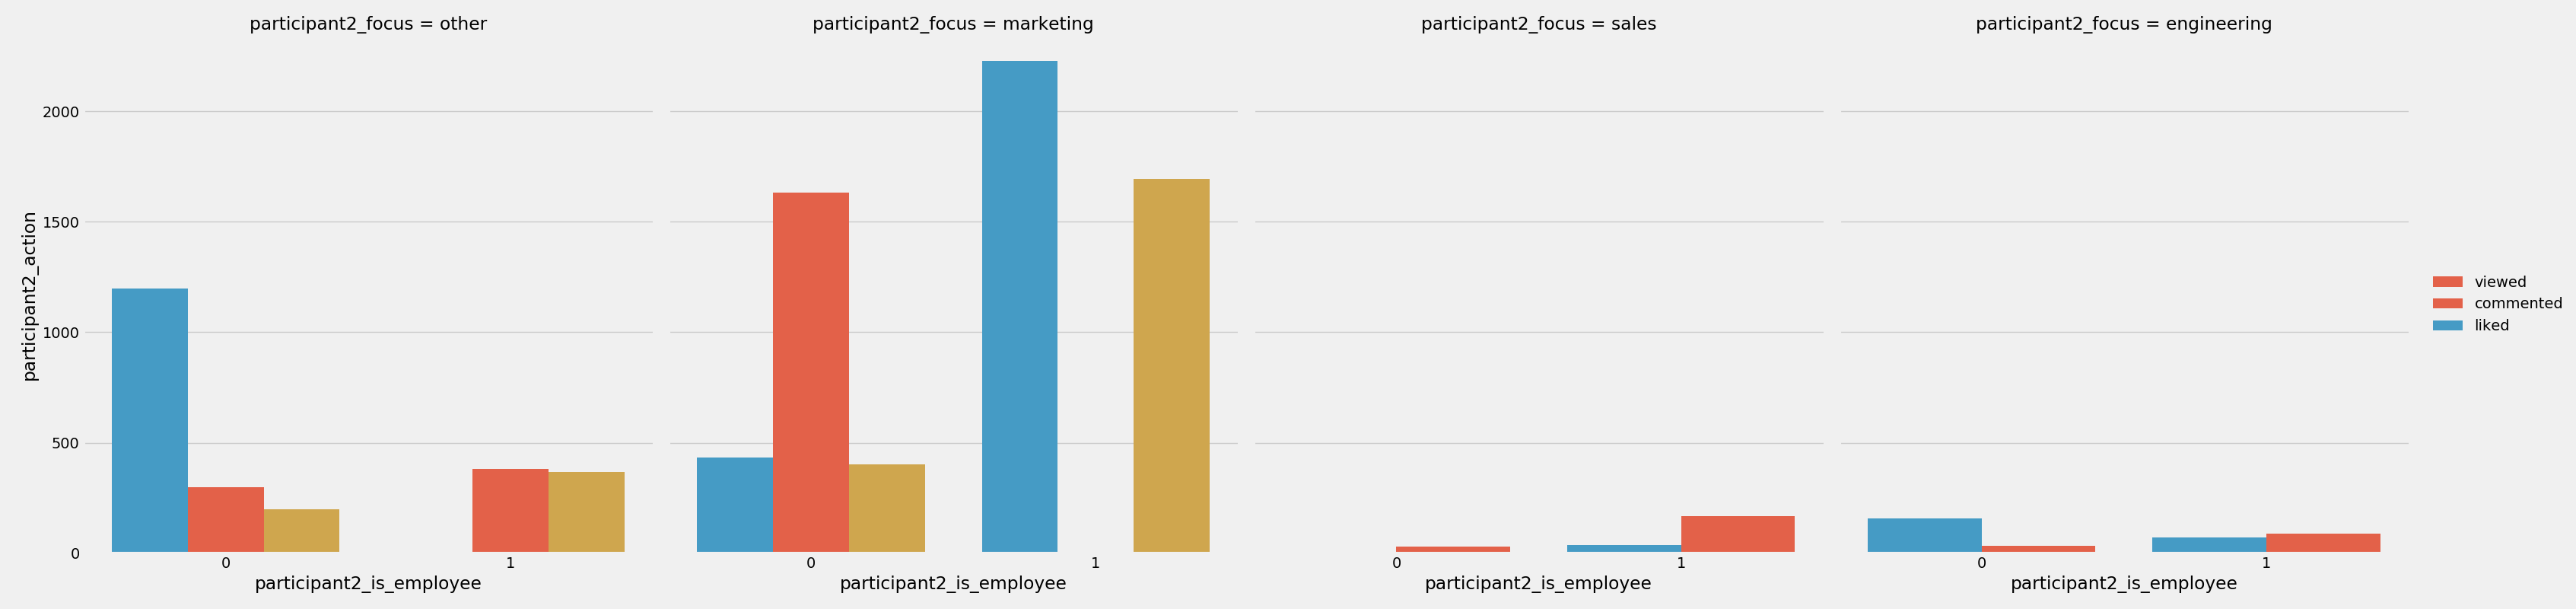 participant2_focus = other
participant2_focus = marketing
participant2_focus = sales
participant2_focus = engineering
participant2_action
2000
1500
1000
500
0
0
1
0
1
0
1
0
1
participant2_is_employee
participant2_is_employee
participant2_is_employee
participant2_is_employee
viewed
commented
liked